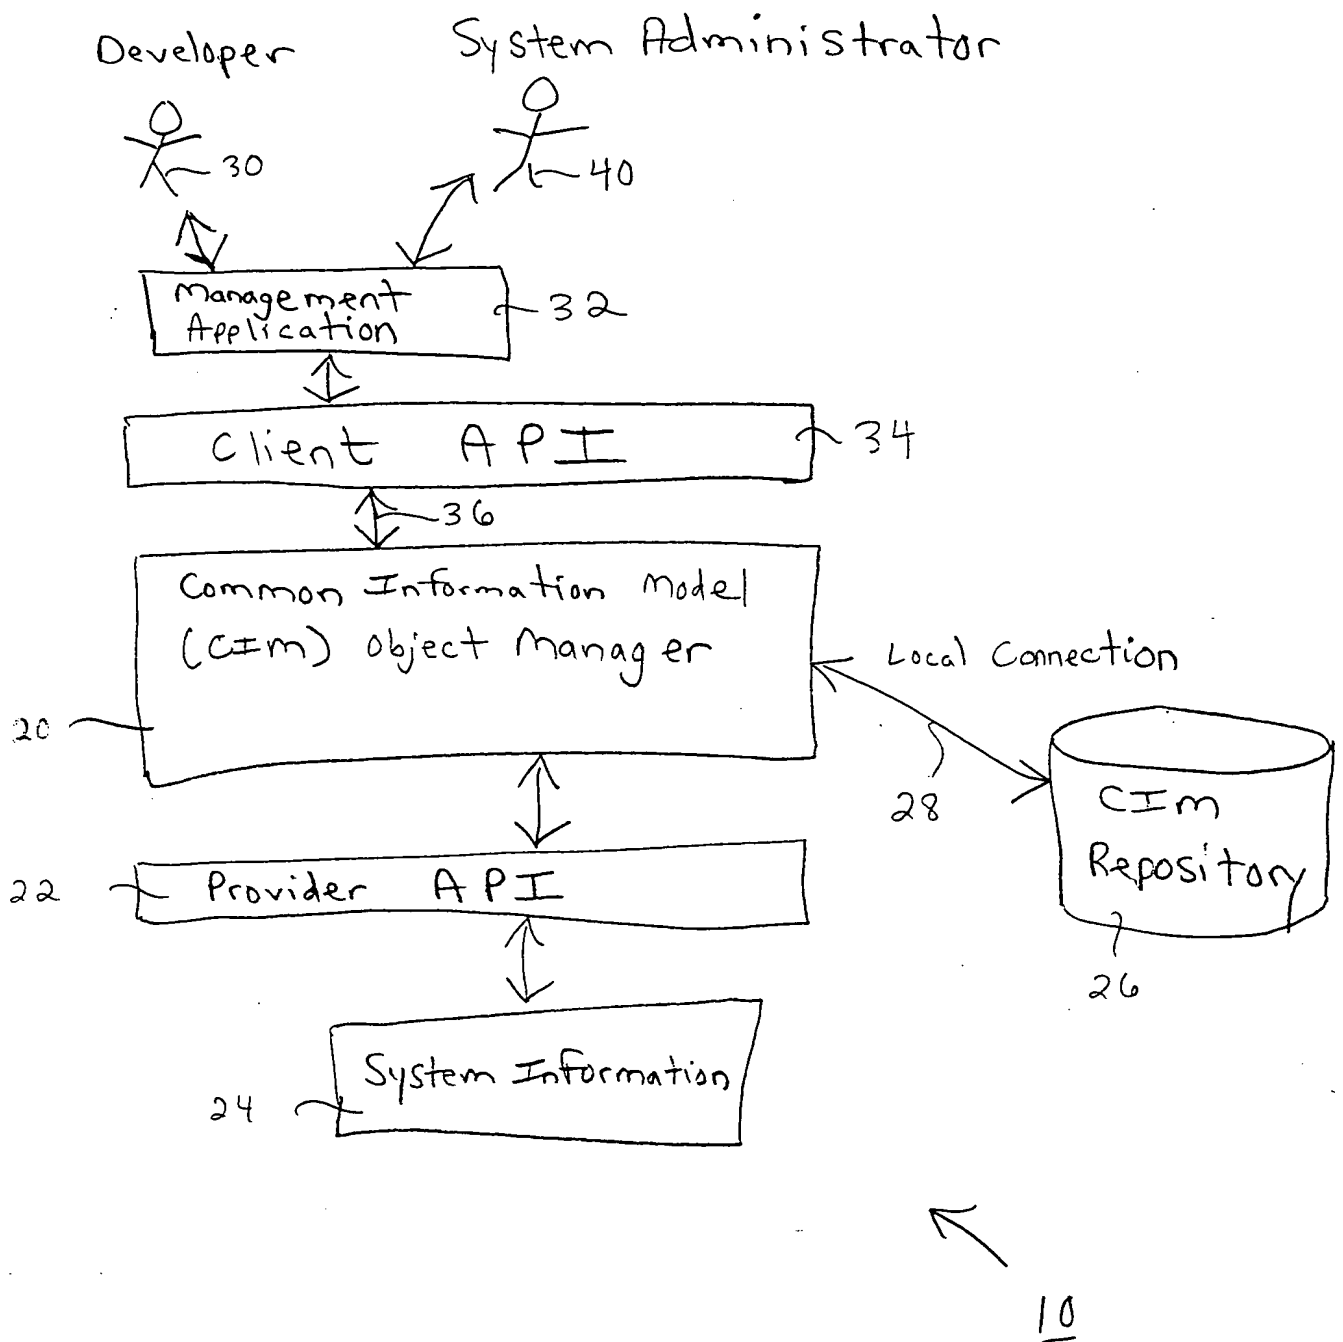 Developer
System Administrator
30
40
Management
Application
32
Client API
34
36
Common Information Model
(CIM) Object Manager
Local Connection
20
28
CIM
Repository
22
Provider API
26
System Information
24
10